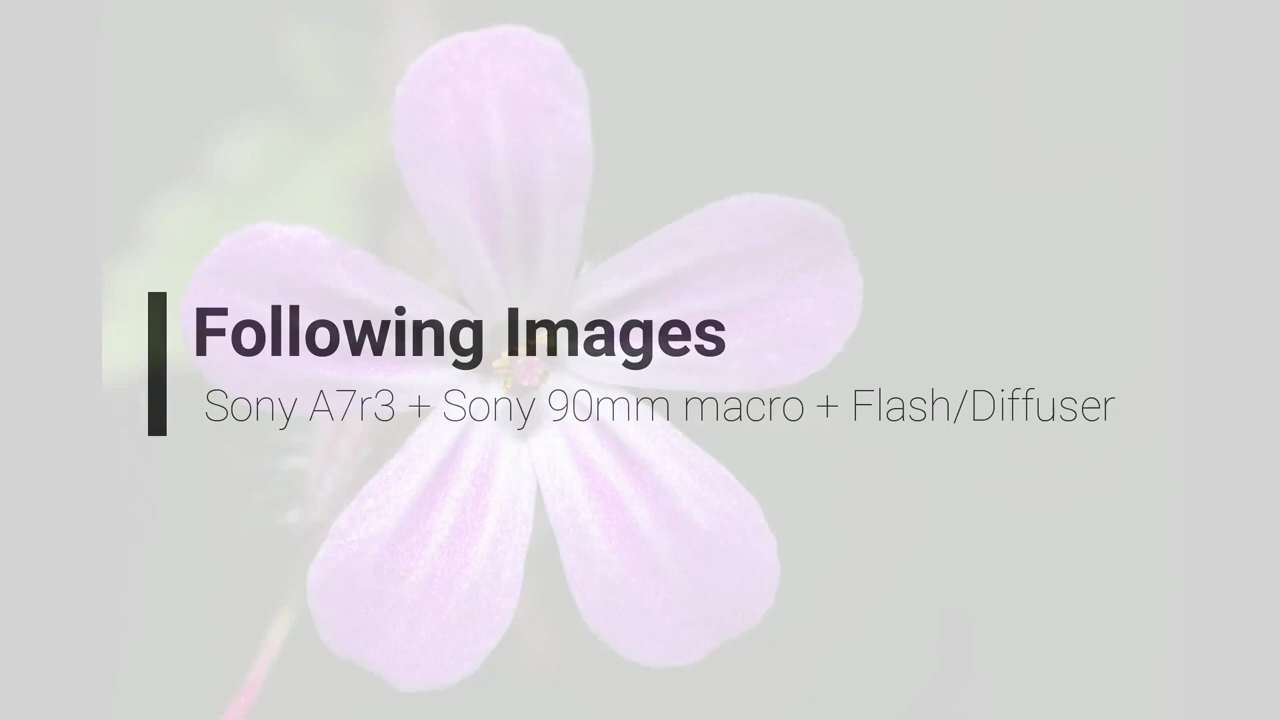 Following Images
Sony A7r3 + Sony 90mm macro + Flash/Diffuser